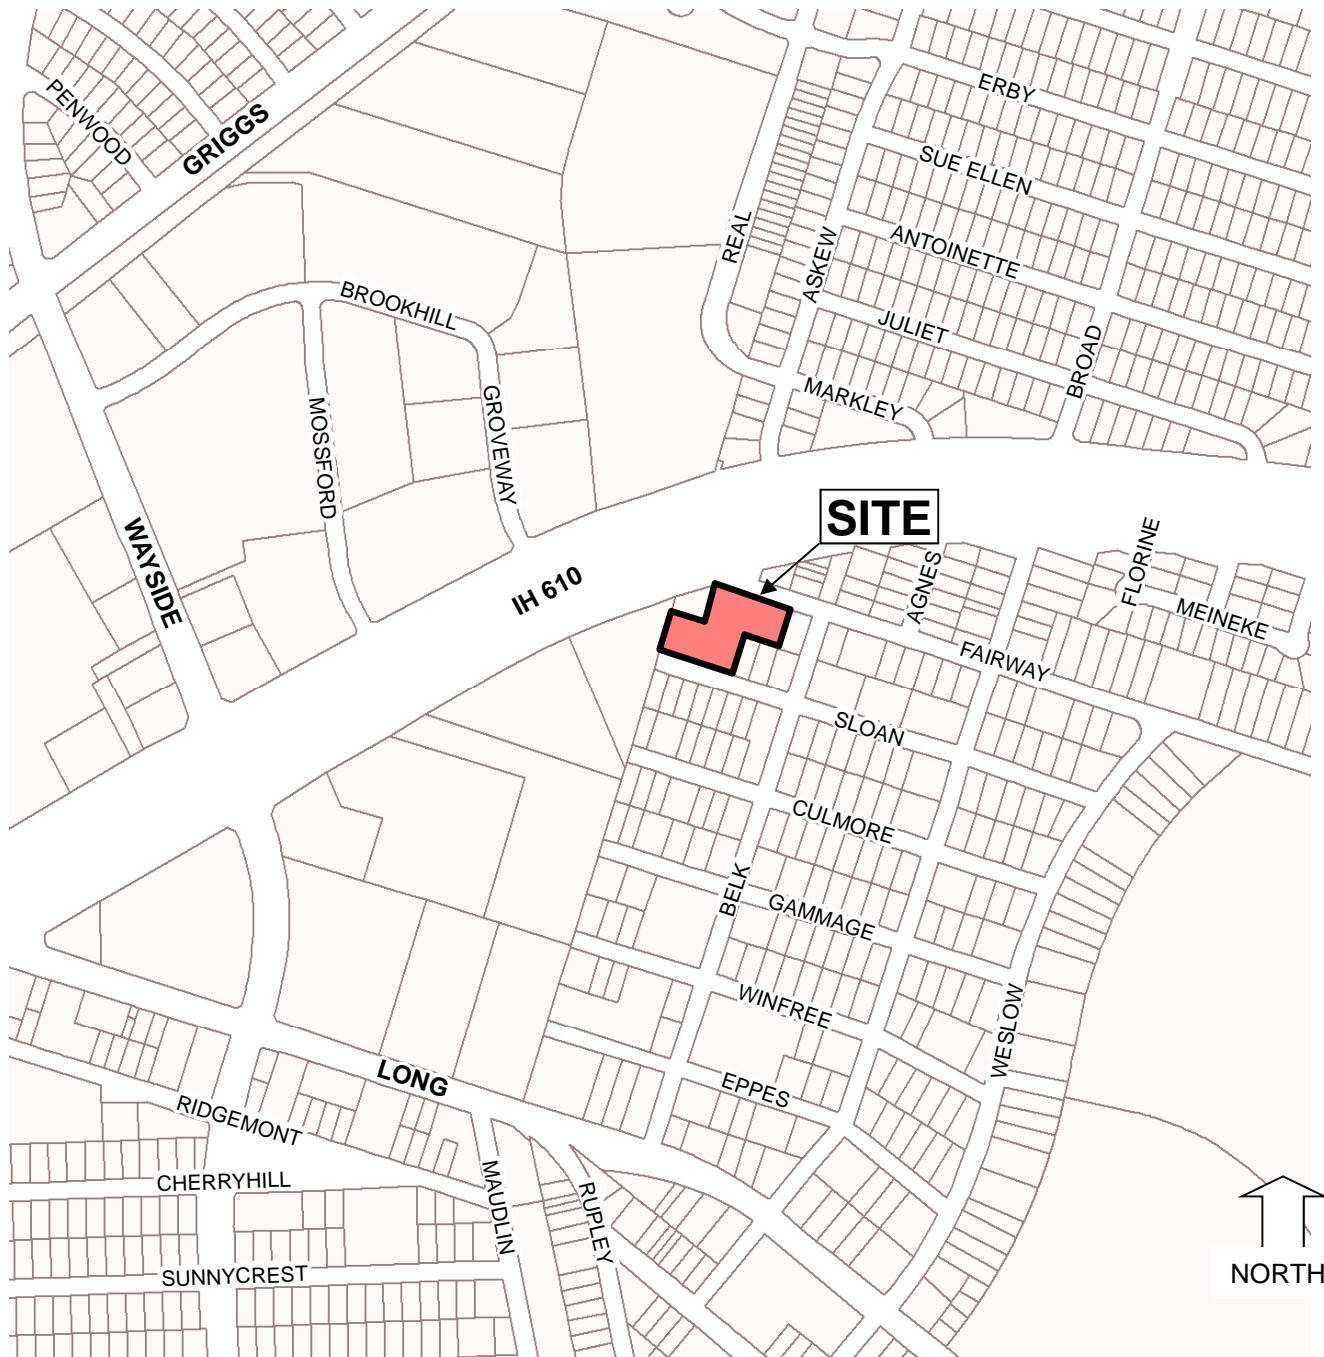 ERBY
PENWOOD
GRIGGS
SUE ELLEN
REAL
ANTOINETTE
ASKEW
BROOKHILL
JULIET
BROAD
MARKLEY
MOSSFORD
GROVEWAY
SITE
WAYSIDE
IH 610
AGNES
FLORINE
MEINEKE
FAIRWAY
SLOAN
CULMORE
BELK
GAMMAGE
WINFREE
WESLOW
LONG
EPPES
RIDGEMONT
CHERRYHILL
MAUDLIN
RUPLEY
SUNNYCREST
NORTH